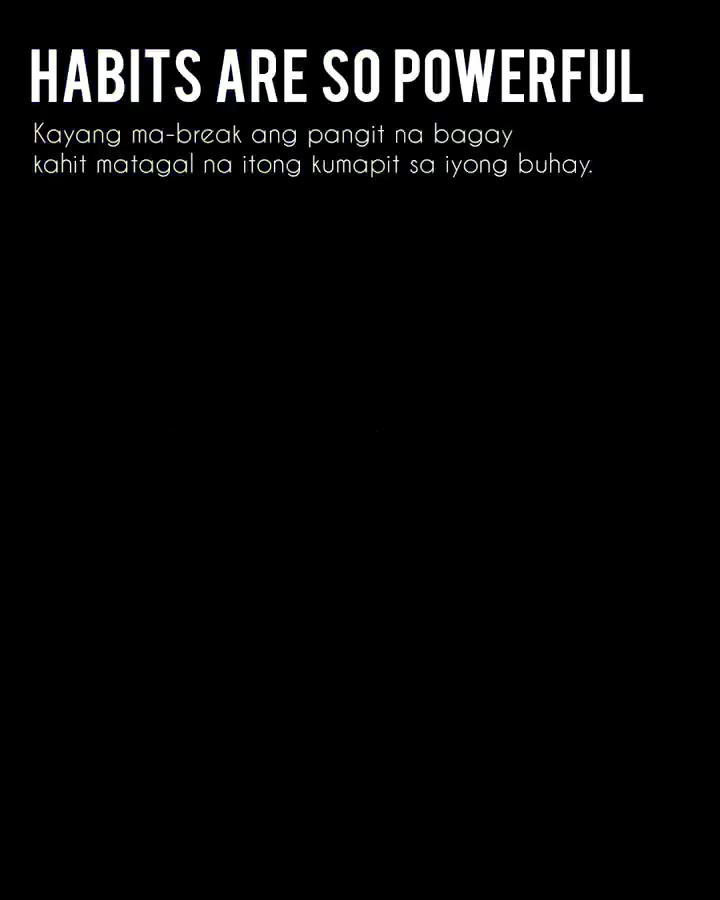 HABITS ARE SO POWERFUL
Kayang ma-break ang pangit na bagay
kahit matagal na itong kumapit sa iyong buhay.